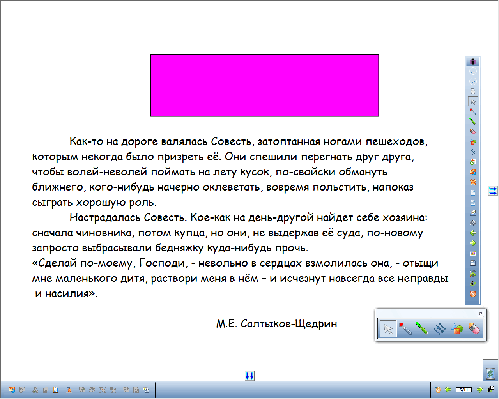 Как-то на дороге валялась Совесть, затоптанная ногами пешеходов,
которым некогда было призреть её. Они спешили перегнать друг друга,
чтобы волей-неволей поймать на лету кусок, по-свойски обмануть
ближнего, кого-нибудь начерно оклеветать, вовремя польстить, напоказ
сыграть хорошую роль.
Настрадалась Совесть. Кое-как на день-другой найдет себе хозяина:
сначала чиновника, потом купца, но они, не выдержав её суда, по-новому
запросто выбрасывали бедняжку куда-нибудь прочь.
«Сделай по-моему, Господи, - невольно в сердцах взмолилась она, - отыщи
мне маленького дитя, раствори меня в нём – и исчезнут навсегда все неправды
и насилия».
М.Е. Салтыков-Щедрин